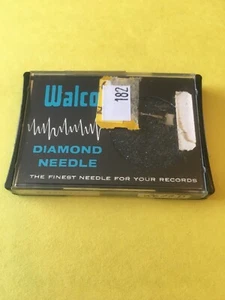 Walco
182
DIAMOND
NEEDLE
THE FINEST NEEDLE FOR YOUR RECORDS